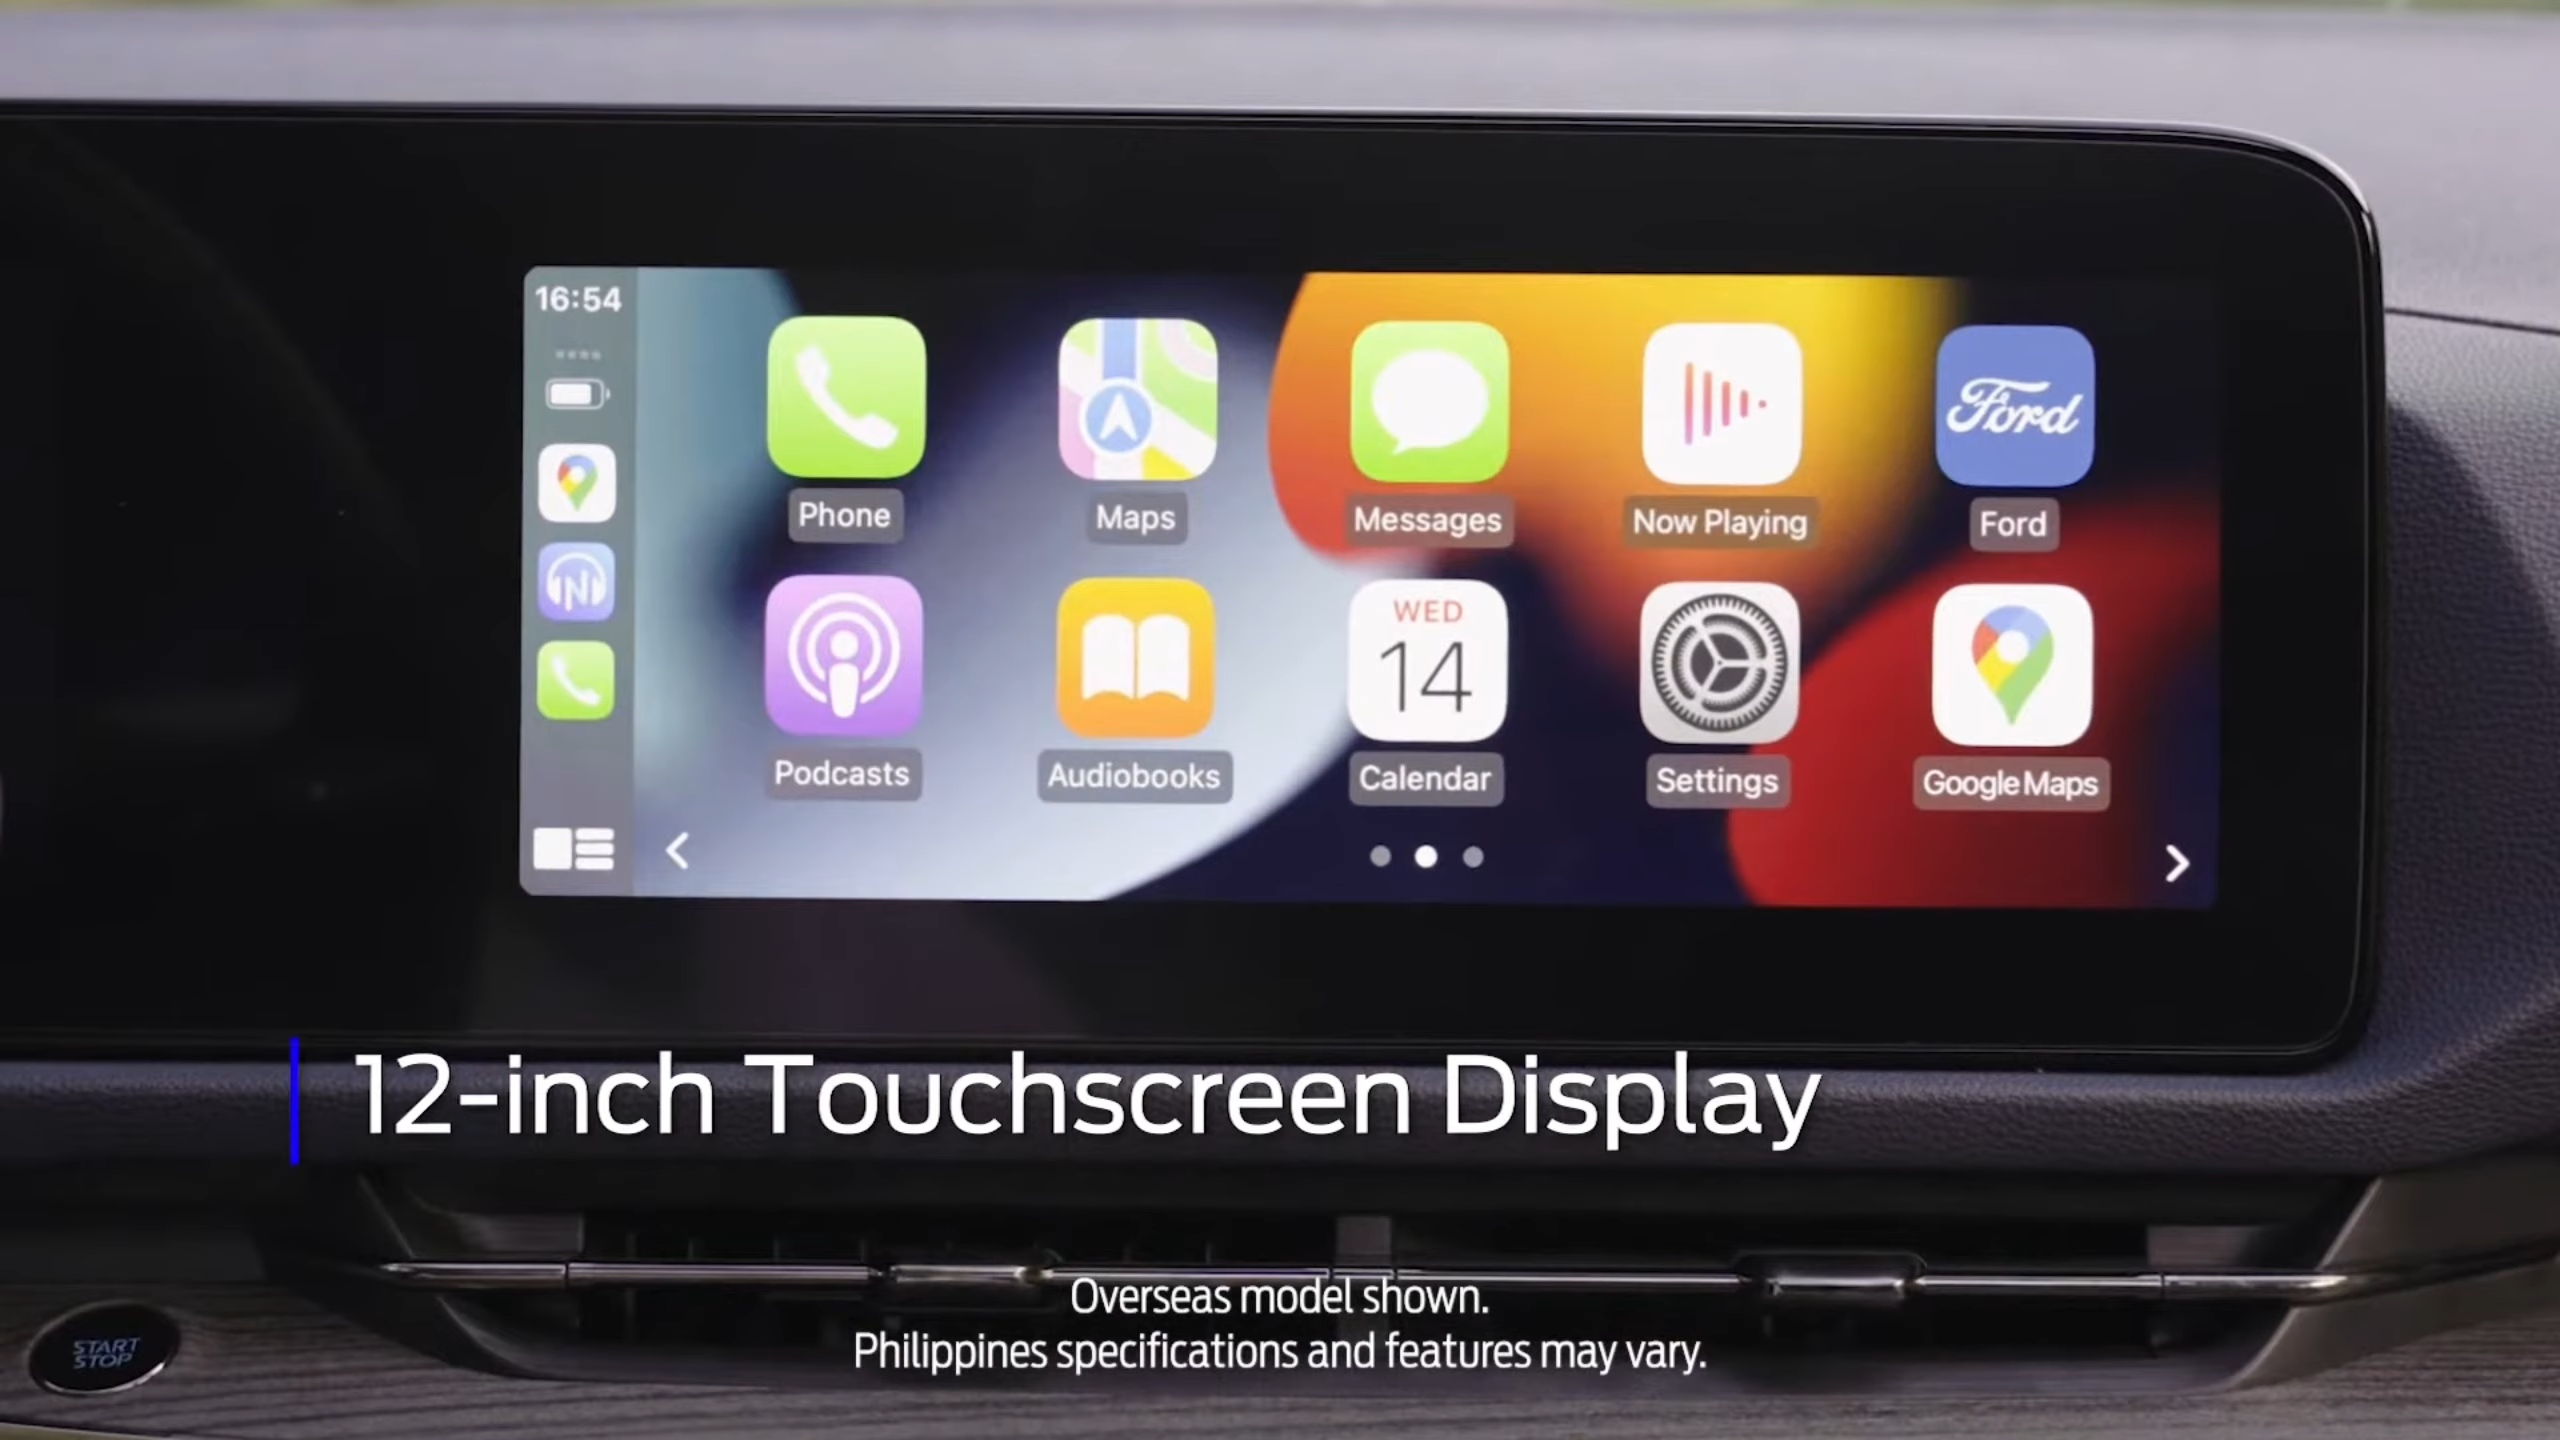 16:54
Phone
Maps
Messages
Now Playing
Ford
Ford
N
Podcasts
Audiobooks
WED
14
Calendar
Settings
Google Maps
12-inch Touchscreen Display
Overseas model shown.
Philippines specifications and features may vary.
START
STOP